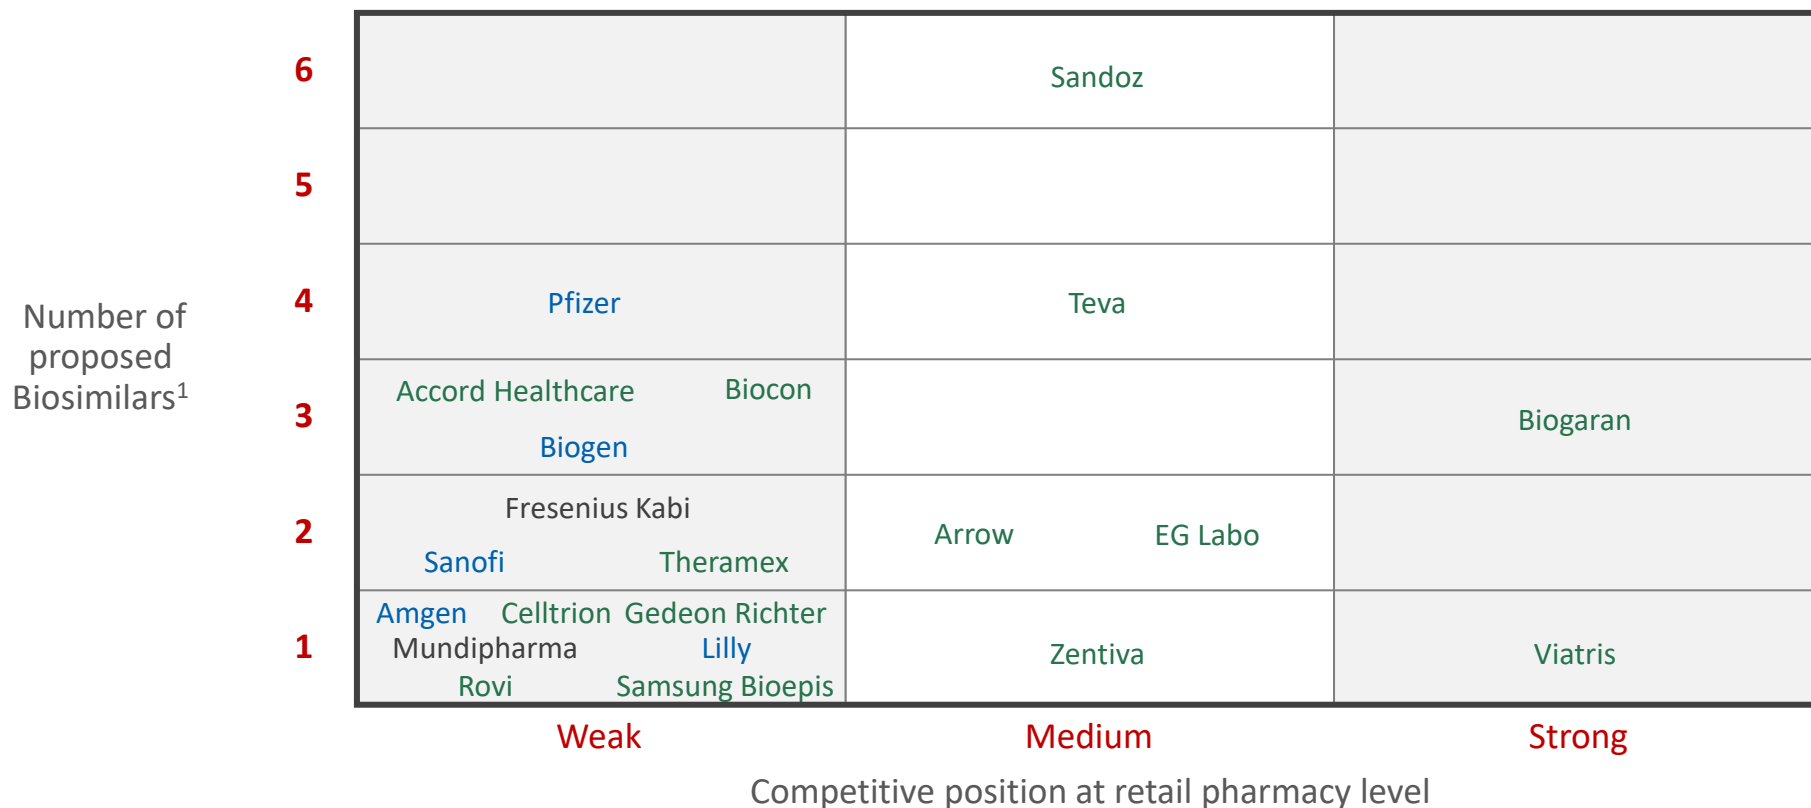 6
Sandoz
5
4
Pfizer
Teva
Number of
proposed
Biosimilars1
3
Accord Healthcare
Biocon
Biogen
Biogaran
2
Fresenius Kabi
Sanofi
Theramex
Arrow
EG Labo
1
Amgen
Celltrion
Gedeon Richter
Mundipharma
Lilly
Rovi
Samsung Bioepis
Zentiva
Viatris
Weak
Medium
Strong
Competitive position at retail pharmacy level